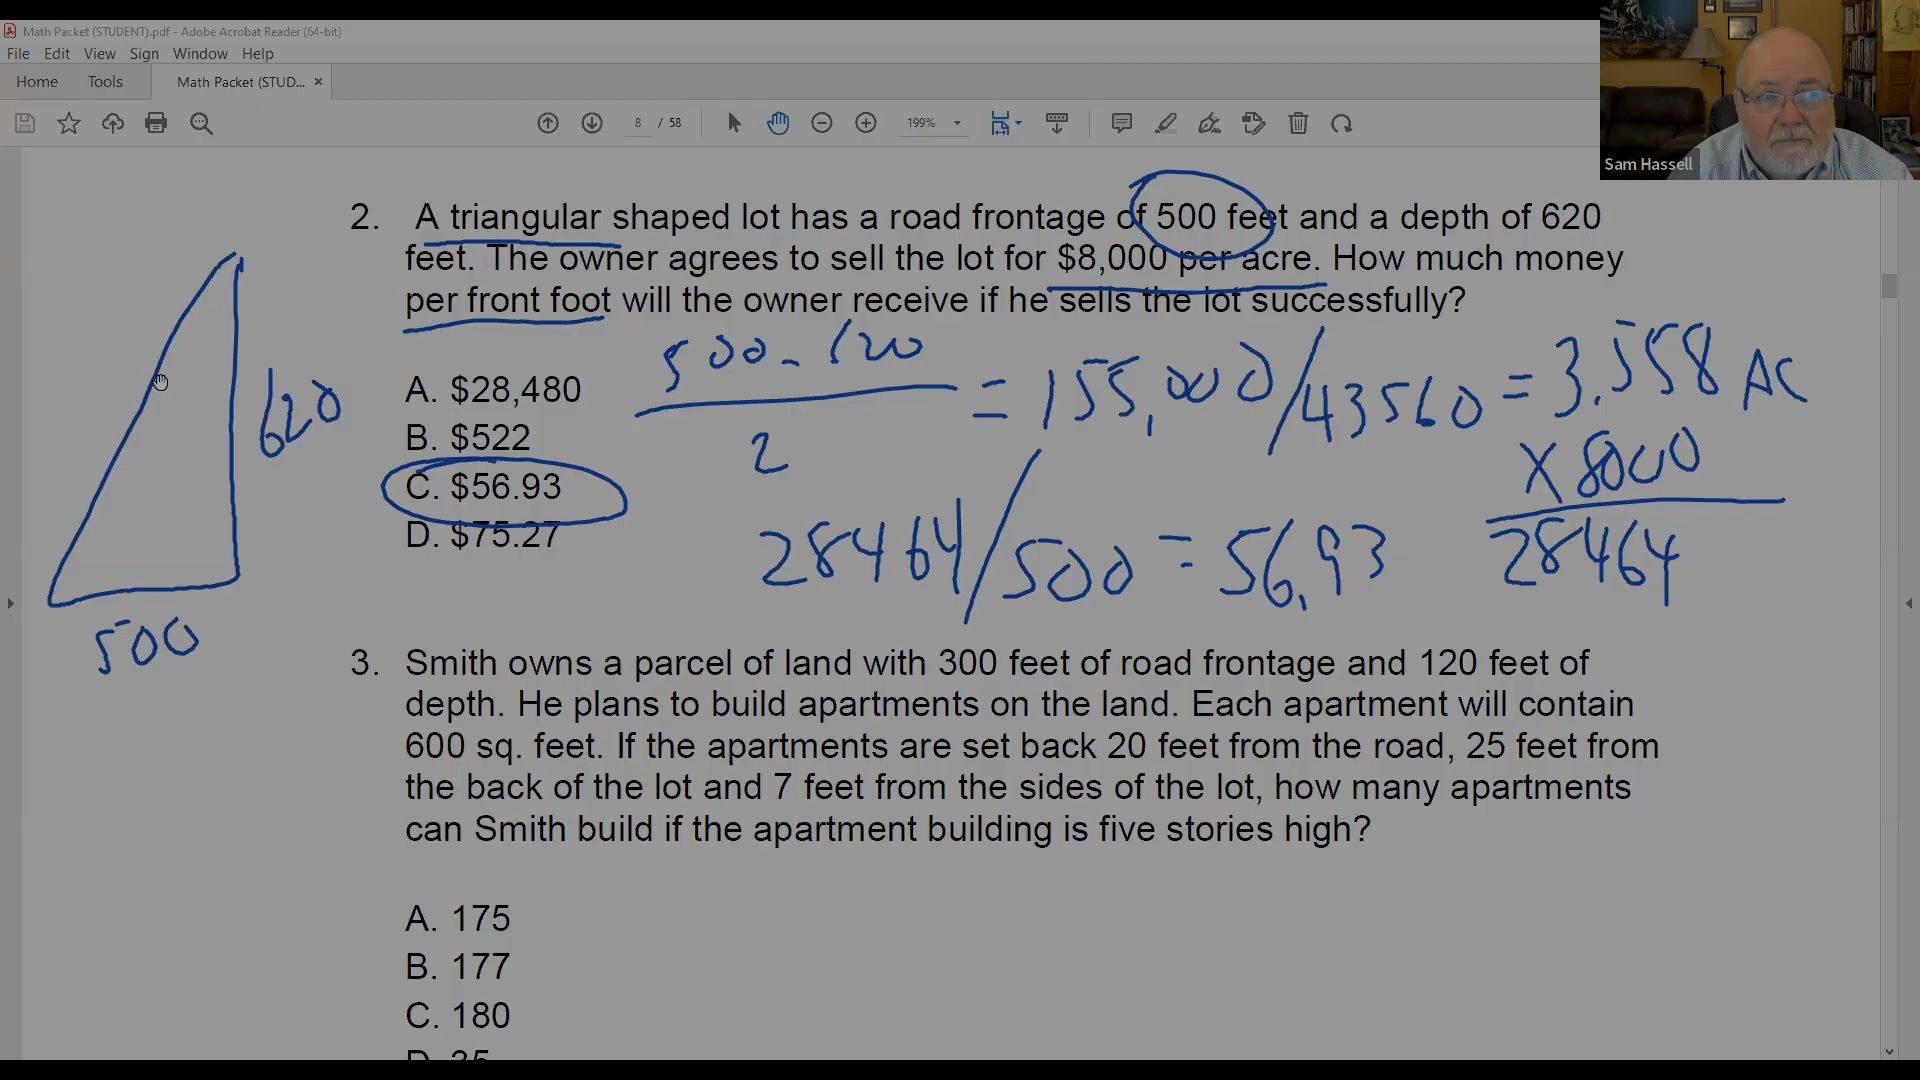 Math Packet (STUDENT).pdf - Adobe Acrobat Reader (64-bit)
File Edit View Sign Window Help
Home Tools Math Packet (STUD... ×
8 / 58 199%
Sam Hassell
2. A triangular shaped lot has a road frontage of 500 feet and a depth of 620
feet. The owner agrees to sell the lot for $8,000 per acre. How much money
per front foot will the owner receive if he sells the lot successfully?
A. $28,480
B. $522
C. $56.93
D. $75.27
620
500
500 - 620
2
= 155,000 / 43560 = 3.558 AC
X 8000
28464
28464 / 500 = 56.93
3. Smith owns a parcel of land with 300 feet of road frontage and 120 feet of
depth. He plans to build apartments on the land. Each apartment will contain
600 sq. feet. If the apartments are set back 20 feet from the road, 25 feet from
the back of the lot and 7 feet from the sides of the lot, how many apartments
can Smith build if the apartment building is five stories high?
A. 175
B. 177
C. 180
D. 35